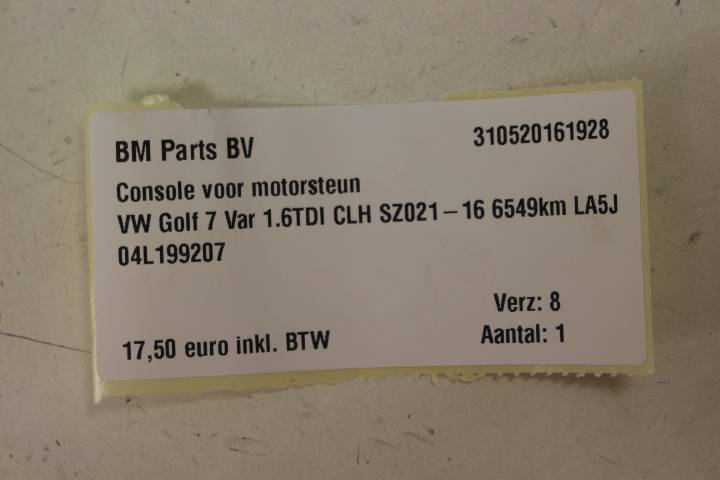 BM Parts BV 310520161928
Console voor motorsteun
VW Golf 7 Var 1.6TDI CLH SZ021-16 6549km LA5J
04L199207
Verz: 8
17,50 euro inkl. BTW Aantal: 1